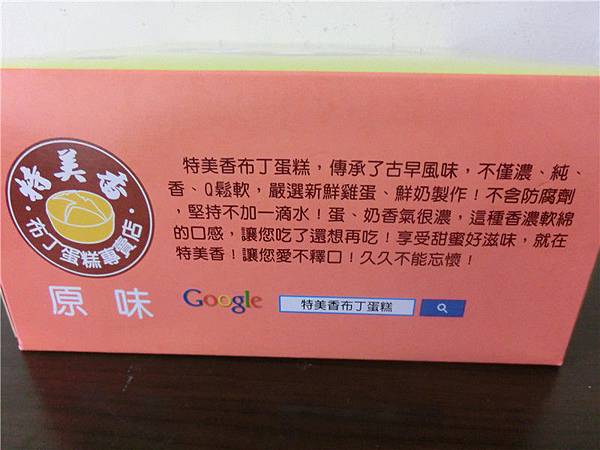 特美香
布丁蛋糕專賣店
原味
特美香布丁蛋糕，傳承了古早風味，不僅濃、純、
香、Q鬆軟，嚴選新鮮雞蛋、鮮奶製作！不含防腐劑
，堅持不加一滴水！蛋、奶香氣很濃，這種香濃軟綿
的口感，讓您吃了還想再吃！享受甜蜜好滋味，就在
特美香！讓您愛不釋口！久久不能忘懷！
Google 特美香布丁蛋糕